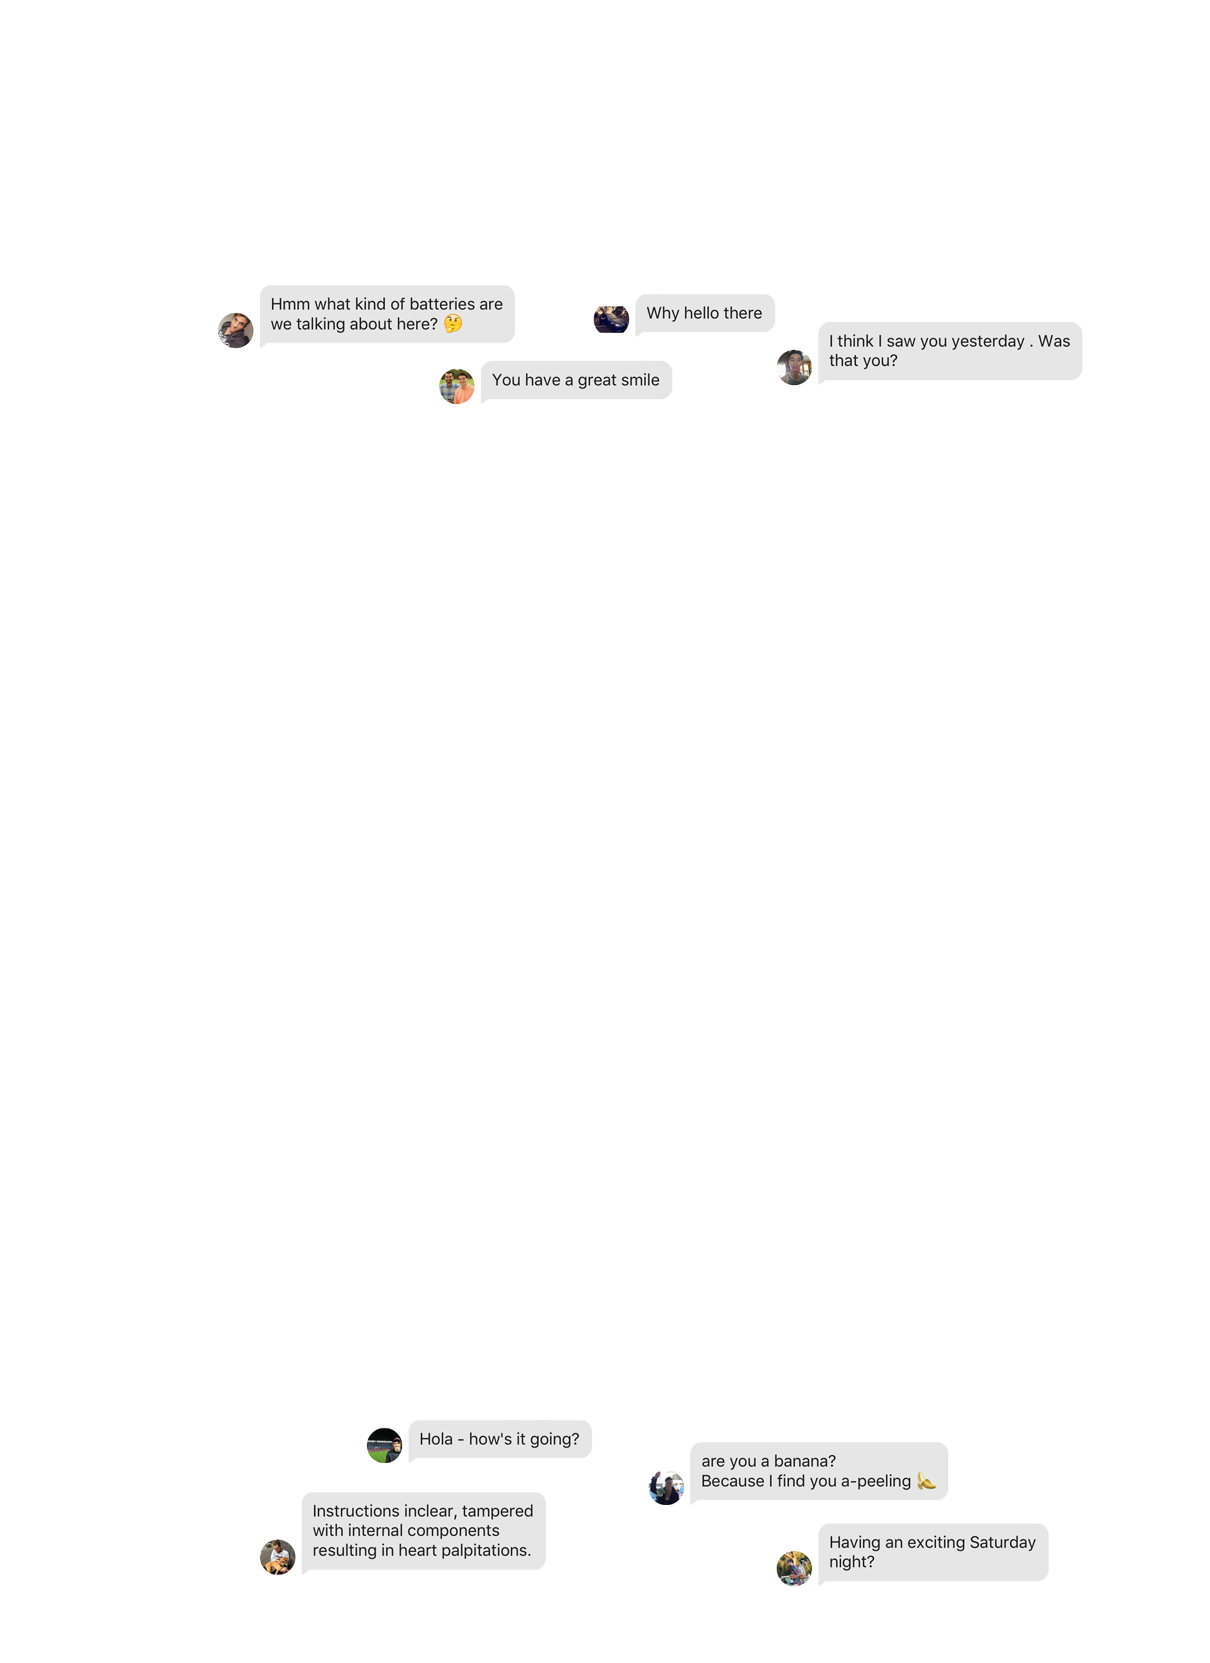 Hmm what kind of batteries are
we talking about here? 🤔
Why hello there
I think I saw you yesterday . Was
that you?
You have a great smile
Hola - how's it going?
are you a banana?
Because I find you a-peeling 🍌
Instructions inclear, tampered
with internal components
resulting in heart palpitations.
Having an exciting Saturday
night?